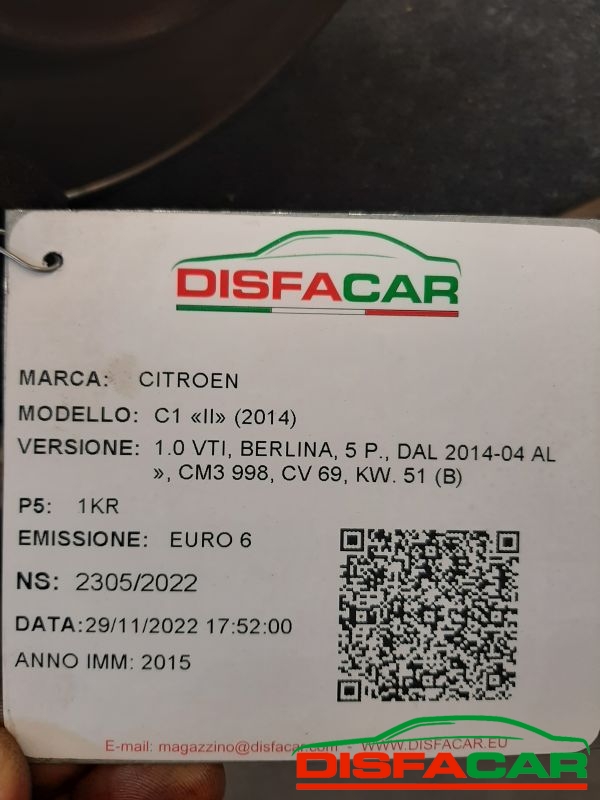 DISFACAR
MARCA: CITROEN
MODELLO: C1 «II» (2014)
VERSIONE: 1.0 VTI, BERLINA, 5 P., DAL 2014-04 AL
», CM3 998, CV 69, KW. 51 (B)
P5: 1KR
EMISSIONE: EURO 6
NS: 2305/2022
DATA:29/11/2022 17:52:00
ANNO IMM: 2015
E-mail: magazzino@disfacar.com - WWW.DISFACAR.EU
DISFACAR